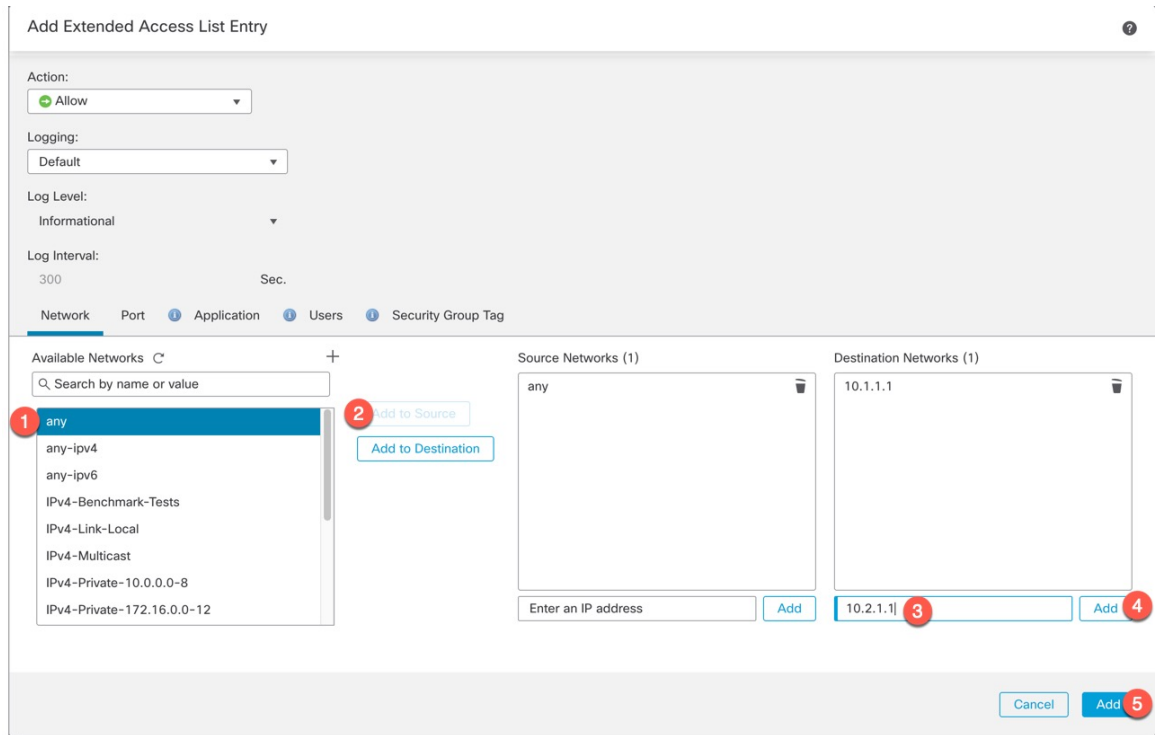 Add Extended Access List Entry
?
Action:
Allow
Logging:
Default
Log Level:
Informational
Log Interval:
300 Sec.
Network Port i Application i Users i Security Group Tag
Available Networks
Search by name or value
1 any
any-ipv4
any-ipv6
IPv4-Benchmark-Tests
IPv4-Link-Local
IPv4-Multicast
IPv4-Private-10.0.0.0-8
IPv4-Private-172.16.0.0-12
2 Add to Source
Add to Destination
Source Networks (1)
any
Enter an IP address Add
Destination Networks (1)
10.1.1.1
10.2.1.1 3 Add 4
Cancel Add 5